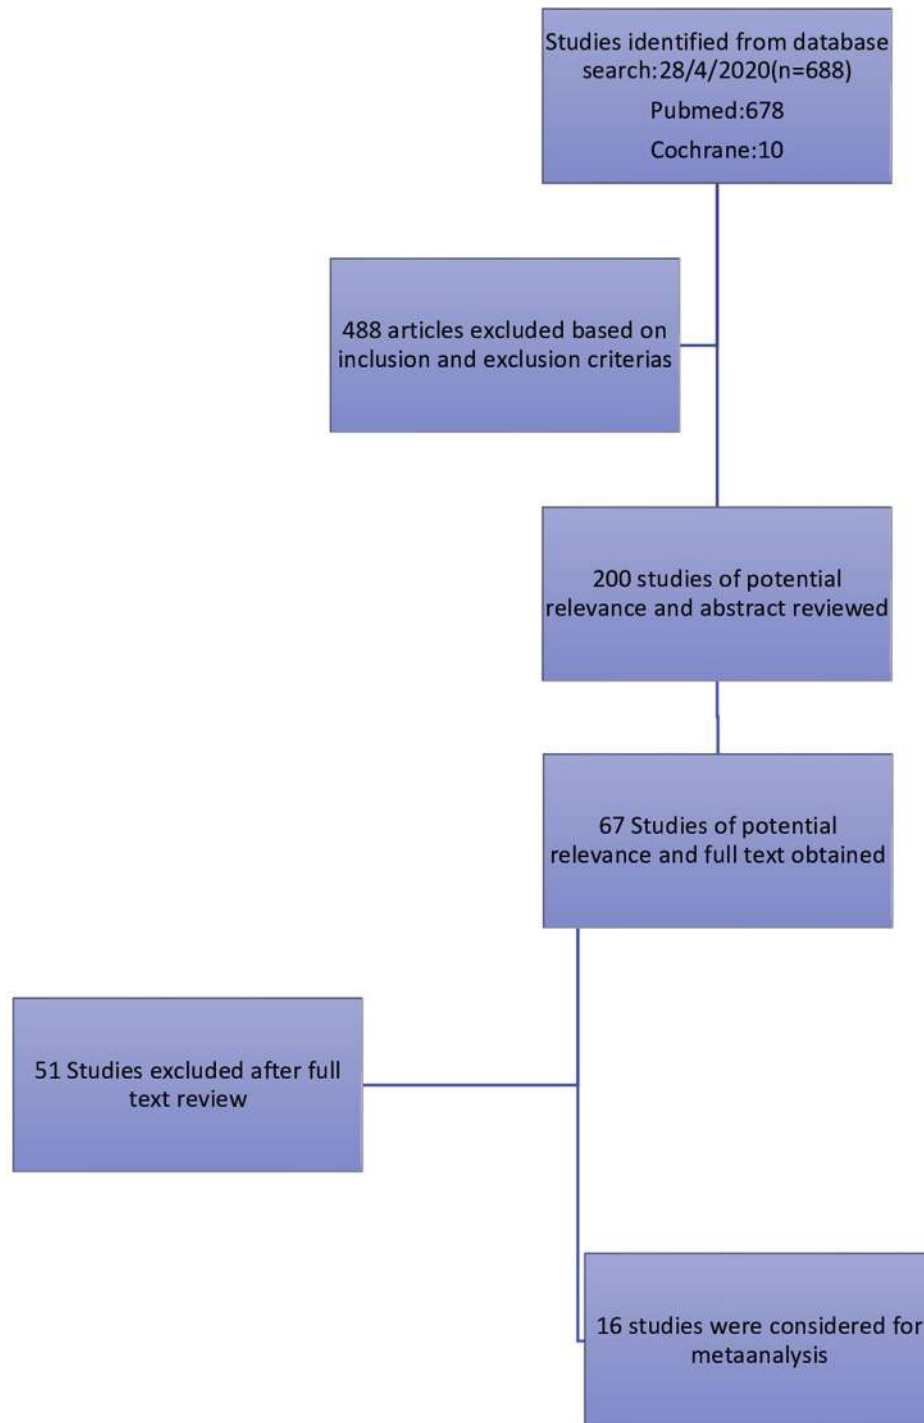 Studies identified from database
search:28/4/2020(n=688)
Pubmed:678
Cochrane:10
488 articles excluded based on
inclusion and exclusion criterias
200 studies of potential
relevance and abstract reviewed
67 Studies of potential
relevance and full text obtained
51 Studies excluded after full
text review
16 studies were considered for
metaanalysis